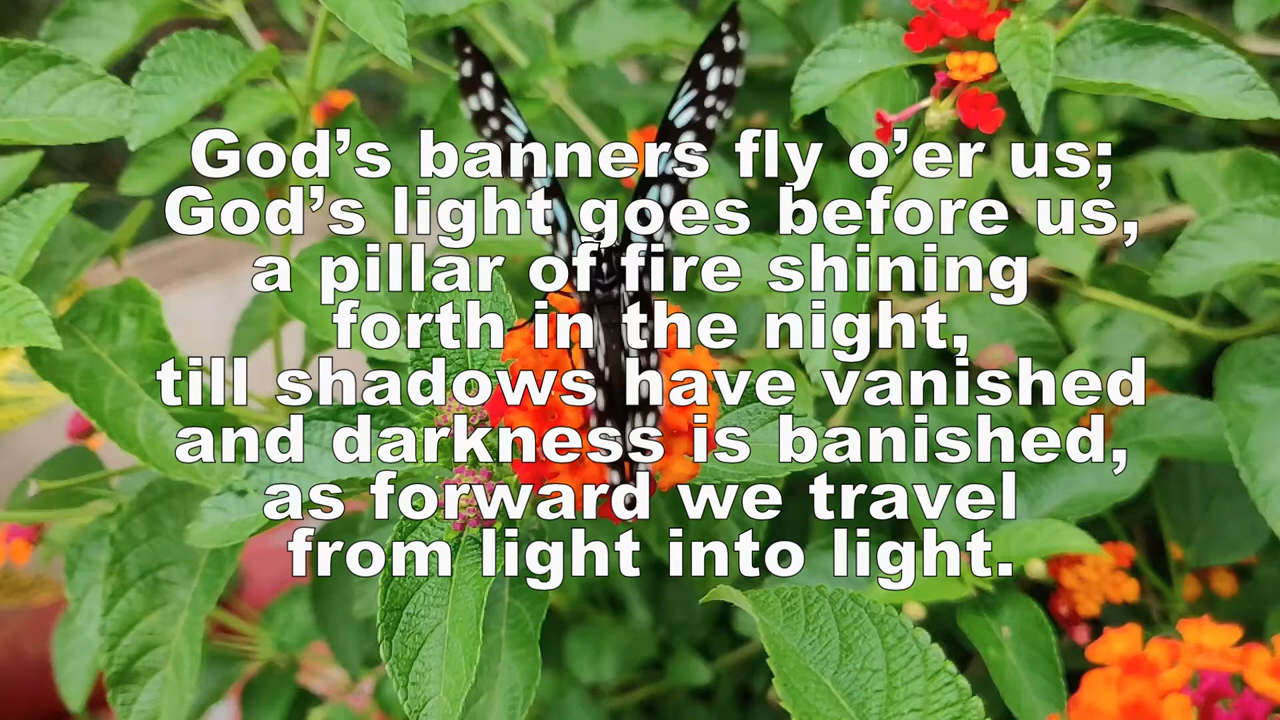 God’s banners fly o’er us;
God’s light goes before us,
a pillar of fire shining
forth in the night,
till shadows have vanished
and darkness is banished,
as forward we travel
from light into light.